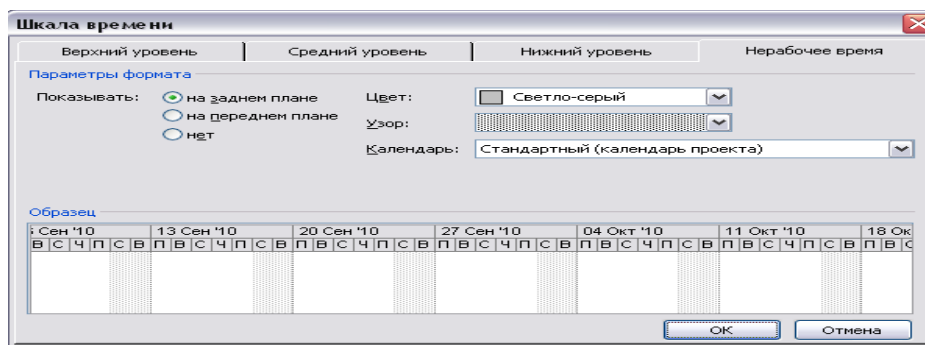 Шкала времени
Верхний уровень Средний уровень Нижний уровень Нерабочее время
Параметры формата
Показывать: на заднем плане Цвет: Светло-серый
на переднем плане Узор:
нет
Календарь: Стандартный (календарь проекта)
Образец
Сен '10 13 Сен '10 20 Сен '10 27 Сен '10 04 Окт '10 11 Окт '10 18 Ок
В С Ч П С В П В С Ч П С В П В С Ч П С В П В С Ч П С В П В С Ч П С В П В С Ч П С В П В С
ОК Отмена